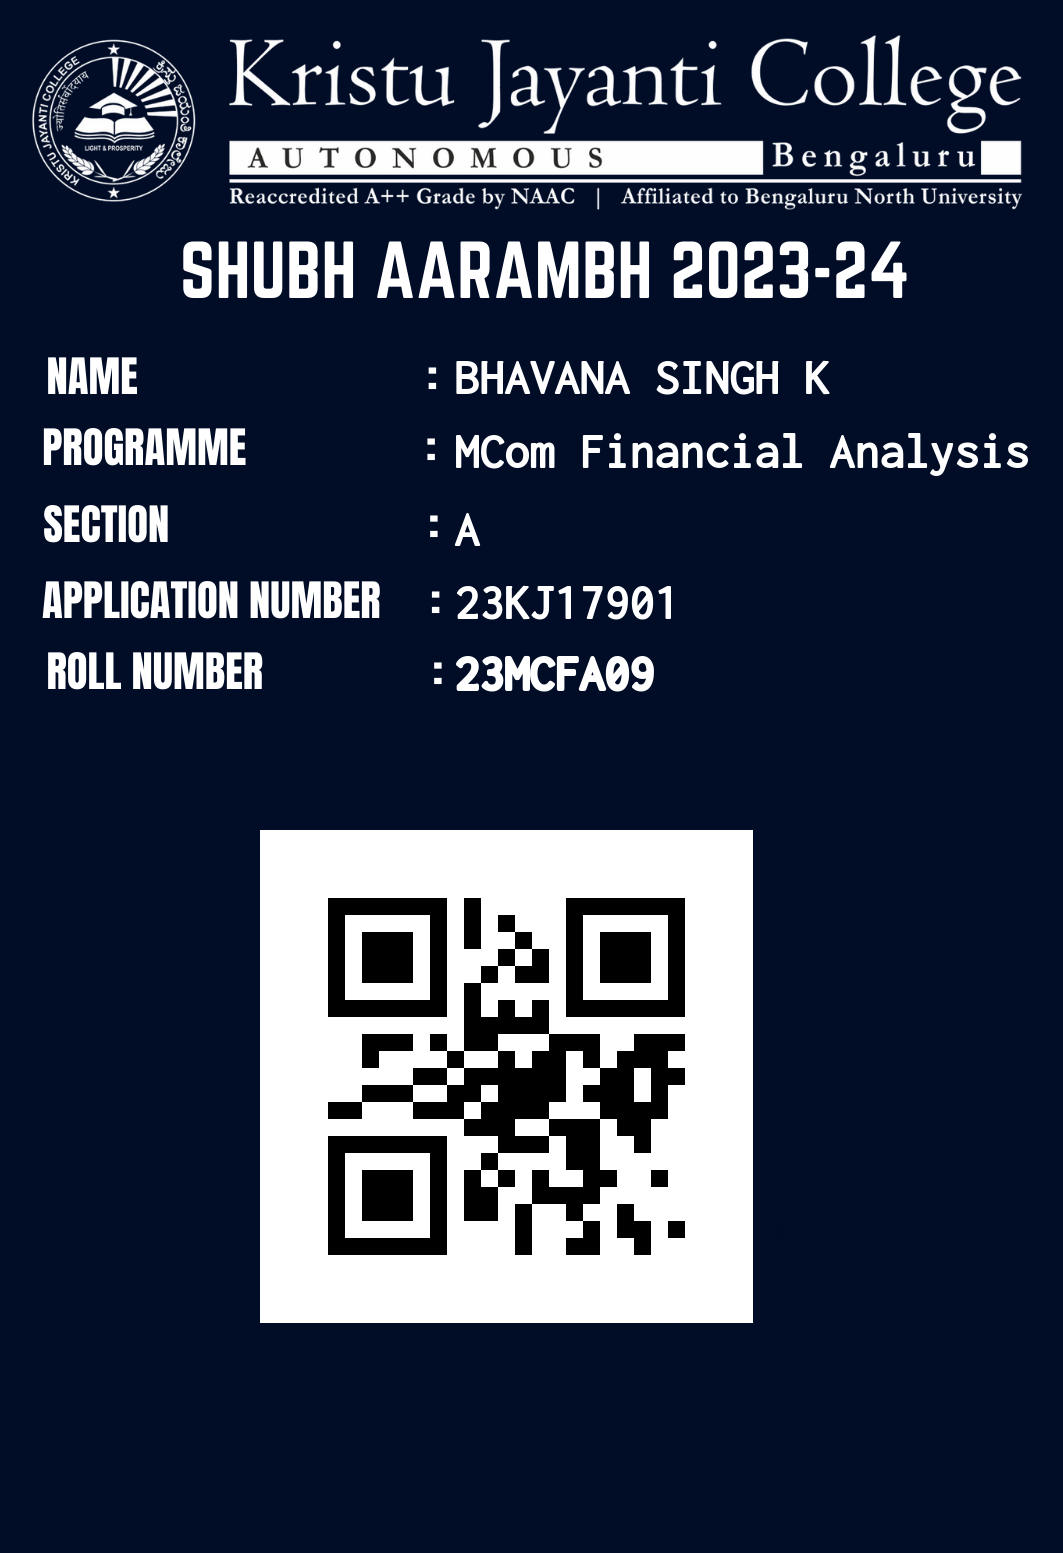 Kristu Jayanti College
AUTONOMOUS Bengaluru
Reaccredited A++ Grade by NAAC | Affiliated to Bengaluru North University
KRISTU JAYANTI COLLEGE
LIGHT & PROSPERITY
SHUBH AARAMBH 2023-24
NAME : BHAVANA SINGH K
PROGRAMME : MCom Financial Analysis
SECTION : A
APPLICATION NUMBER : 23KJ17901
ROLL NUMBER : 23MCFA09